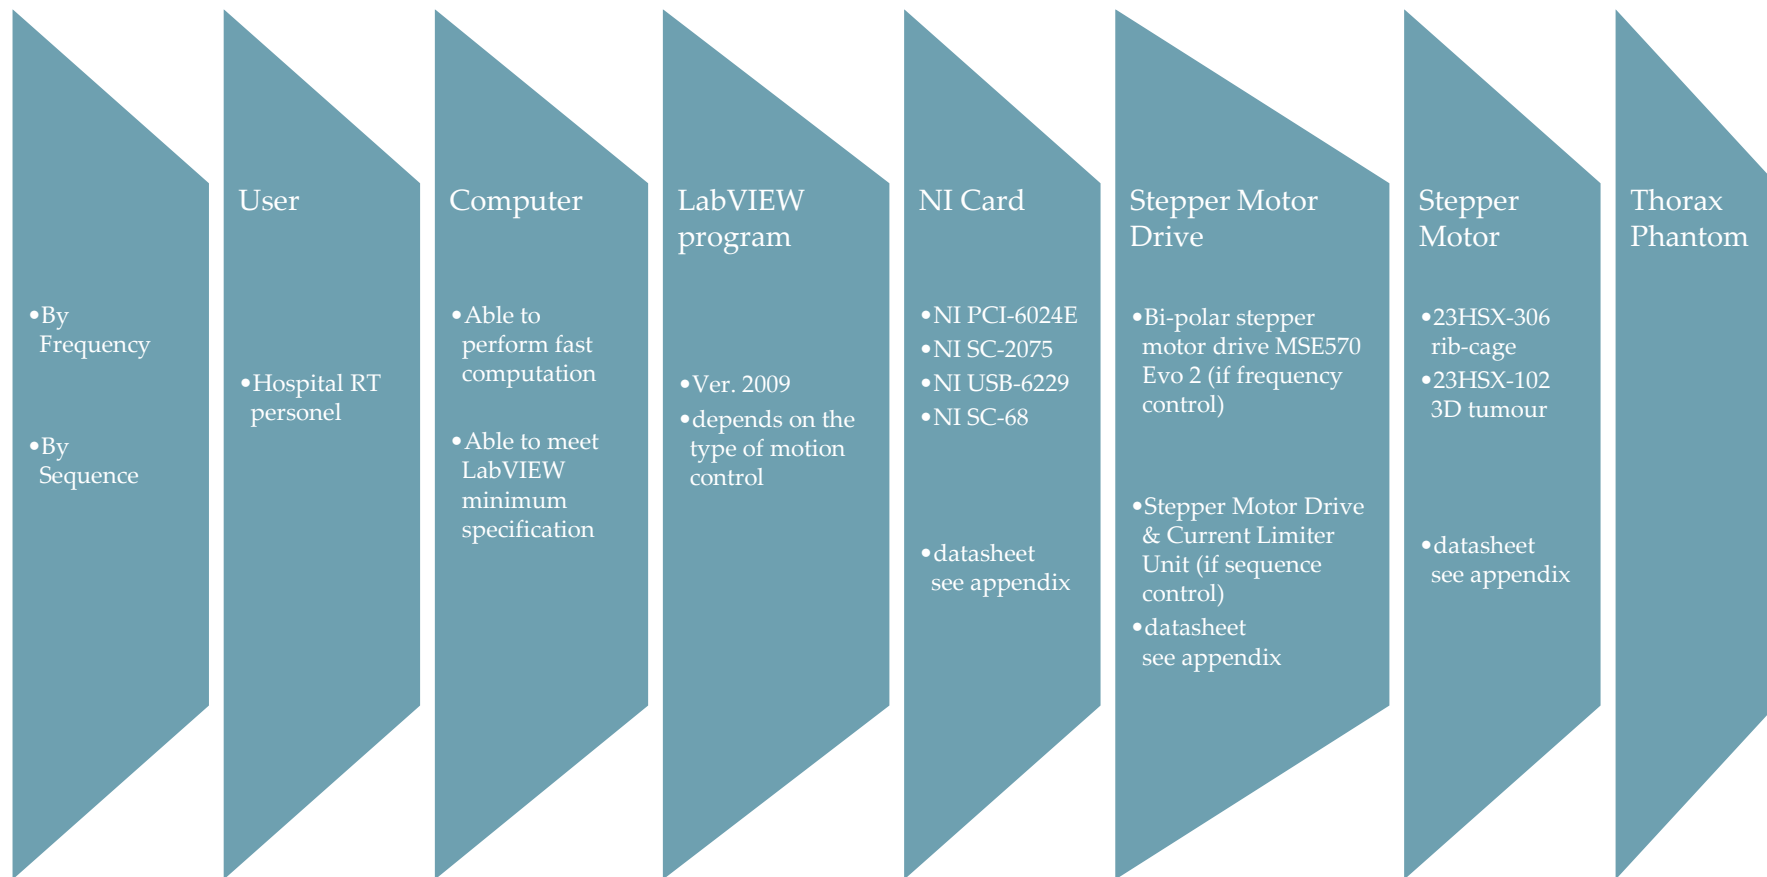 •By
Frequency
•By
Sequence
User
•Hospital RT
personel
Computer
•Able to
perform fast
computation
•Able to meet
LabVIEW
minimum
specification
LabVIEW
program
•Ver. 2009
•depends on the
type of motion
control
NI Card
•NI PCI-6024E
•NI SC-2075
•NI USB-6229
•NI SC-68
•datasheet
see appendix
Stepper Motor
Drive
•Bi-polar stepper
motor drive MSE570
Evo 2 (if frequency
control)
•Stepper Motor Drive
& Current Limiter
Unit (if sequence
control)
•datasheet
see appendix
Stepper
Motor
•23HSX-306
rib-cage
•23HSX-102
3D tumour
•datasheet
see appendix
Thorax
Phantom